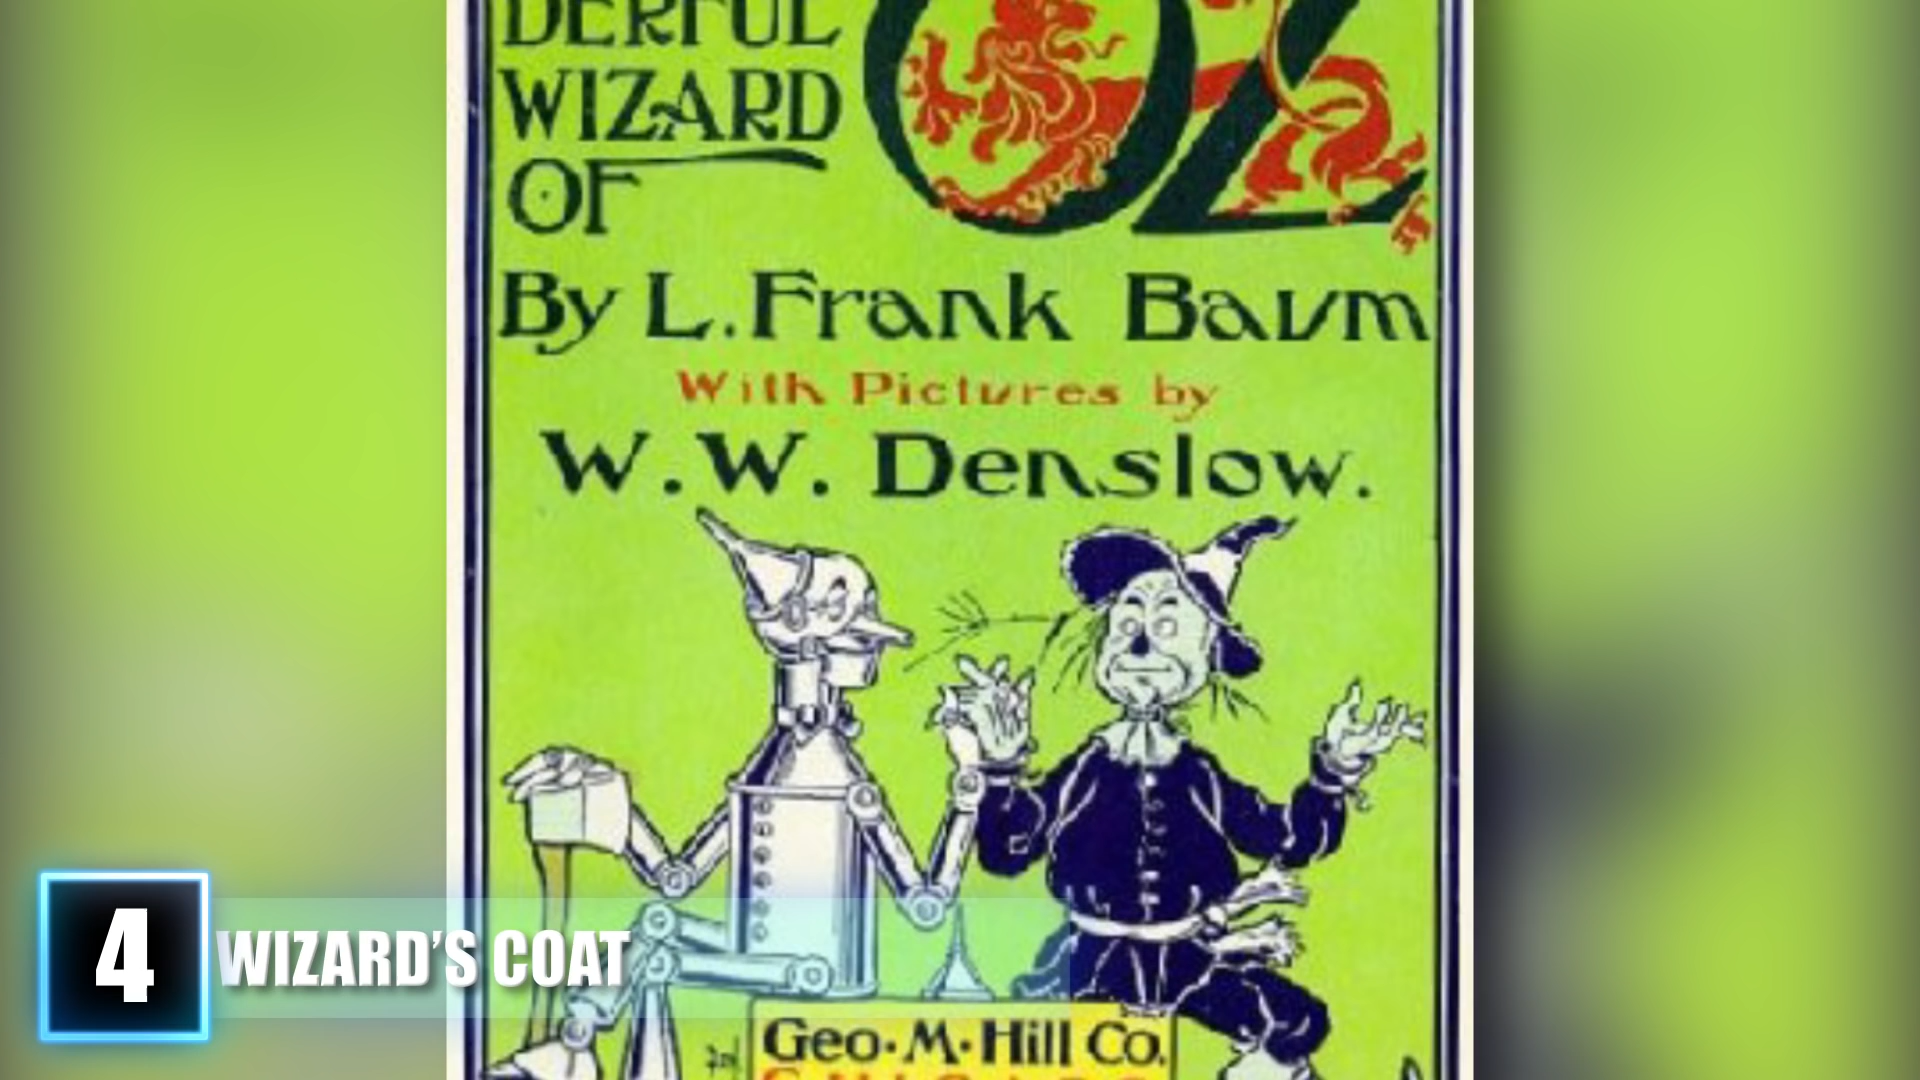 DERFUL
WIZARD
OF
OZ
By L. Frank Baum
With Pictures by
W. W. Denslow.
4
WIZARD’S COAT
Geo. M. Hill Co.